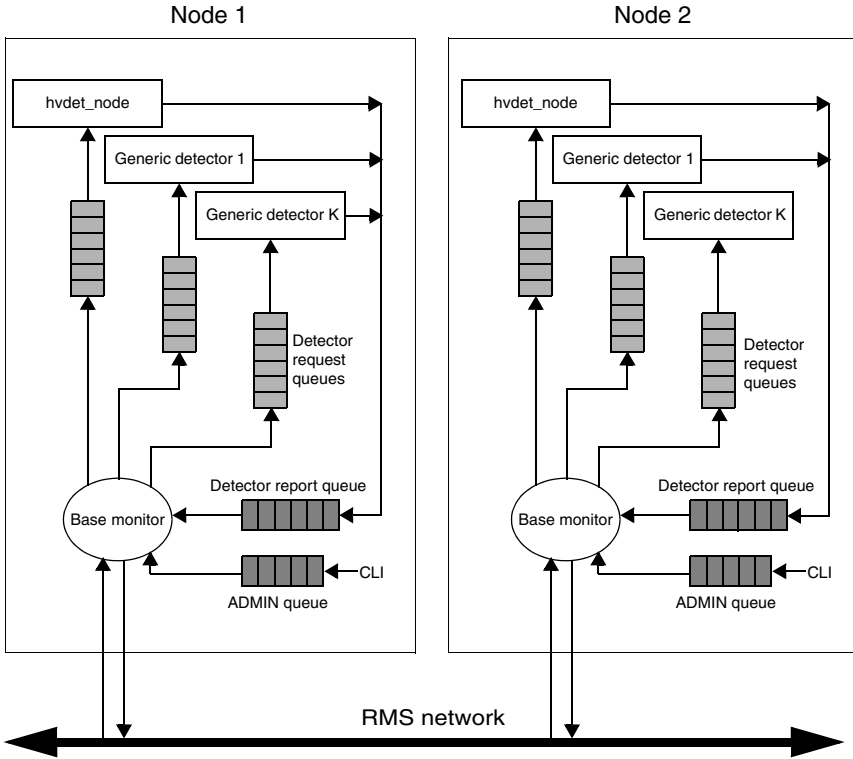 Node 1
Node 2
hvdet_node
Generic detector 1
Generic detector K
Detector
request
queues
Detector report queue
Base monitor
CLI
ADMIN queue
hvdet_node
Generic detector 1
Generic detector K
Detector
request
queues
Detector report queue
Base monitor
CLI
ADMIN queue
RMS network